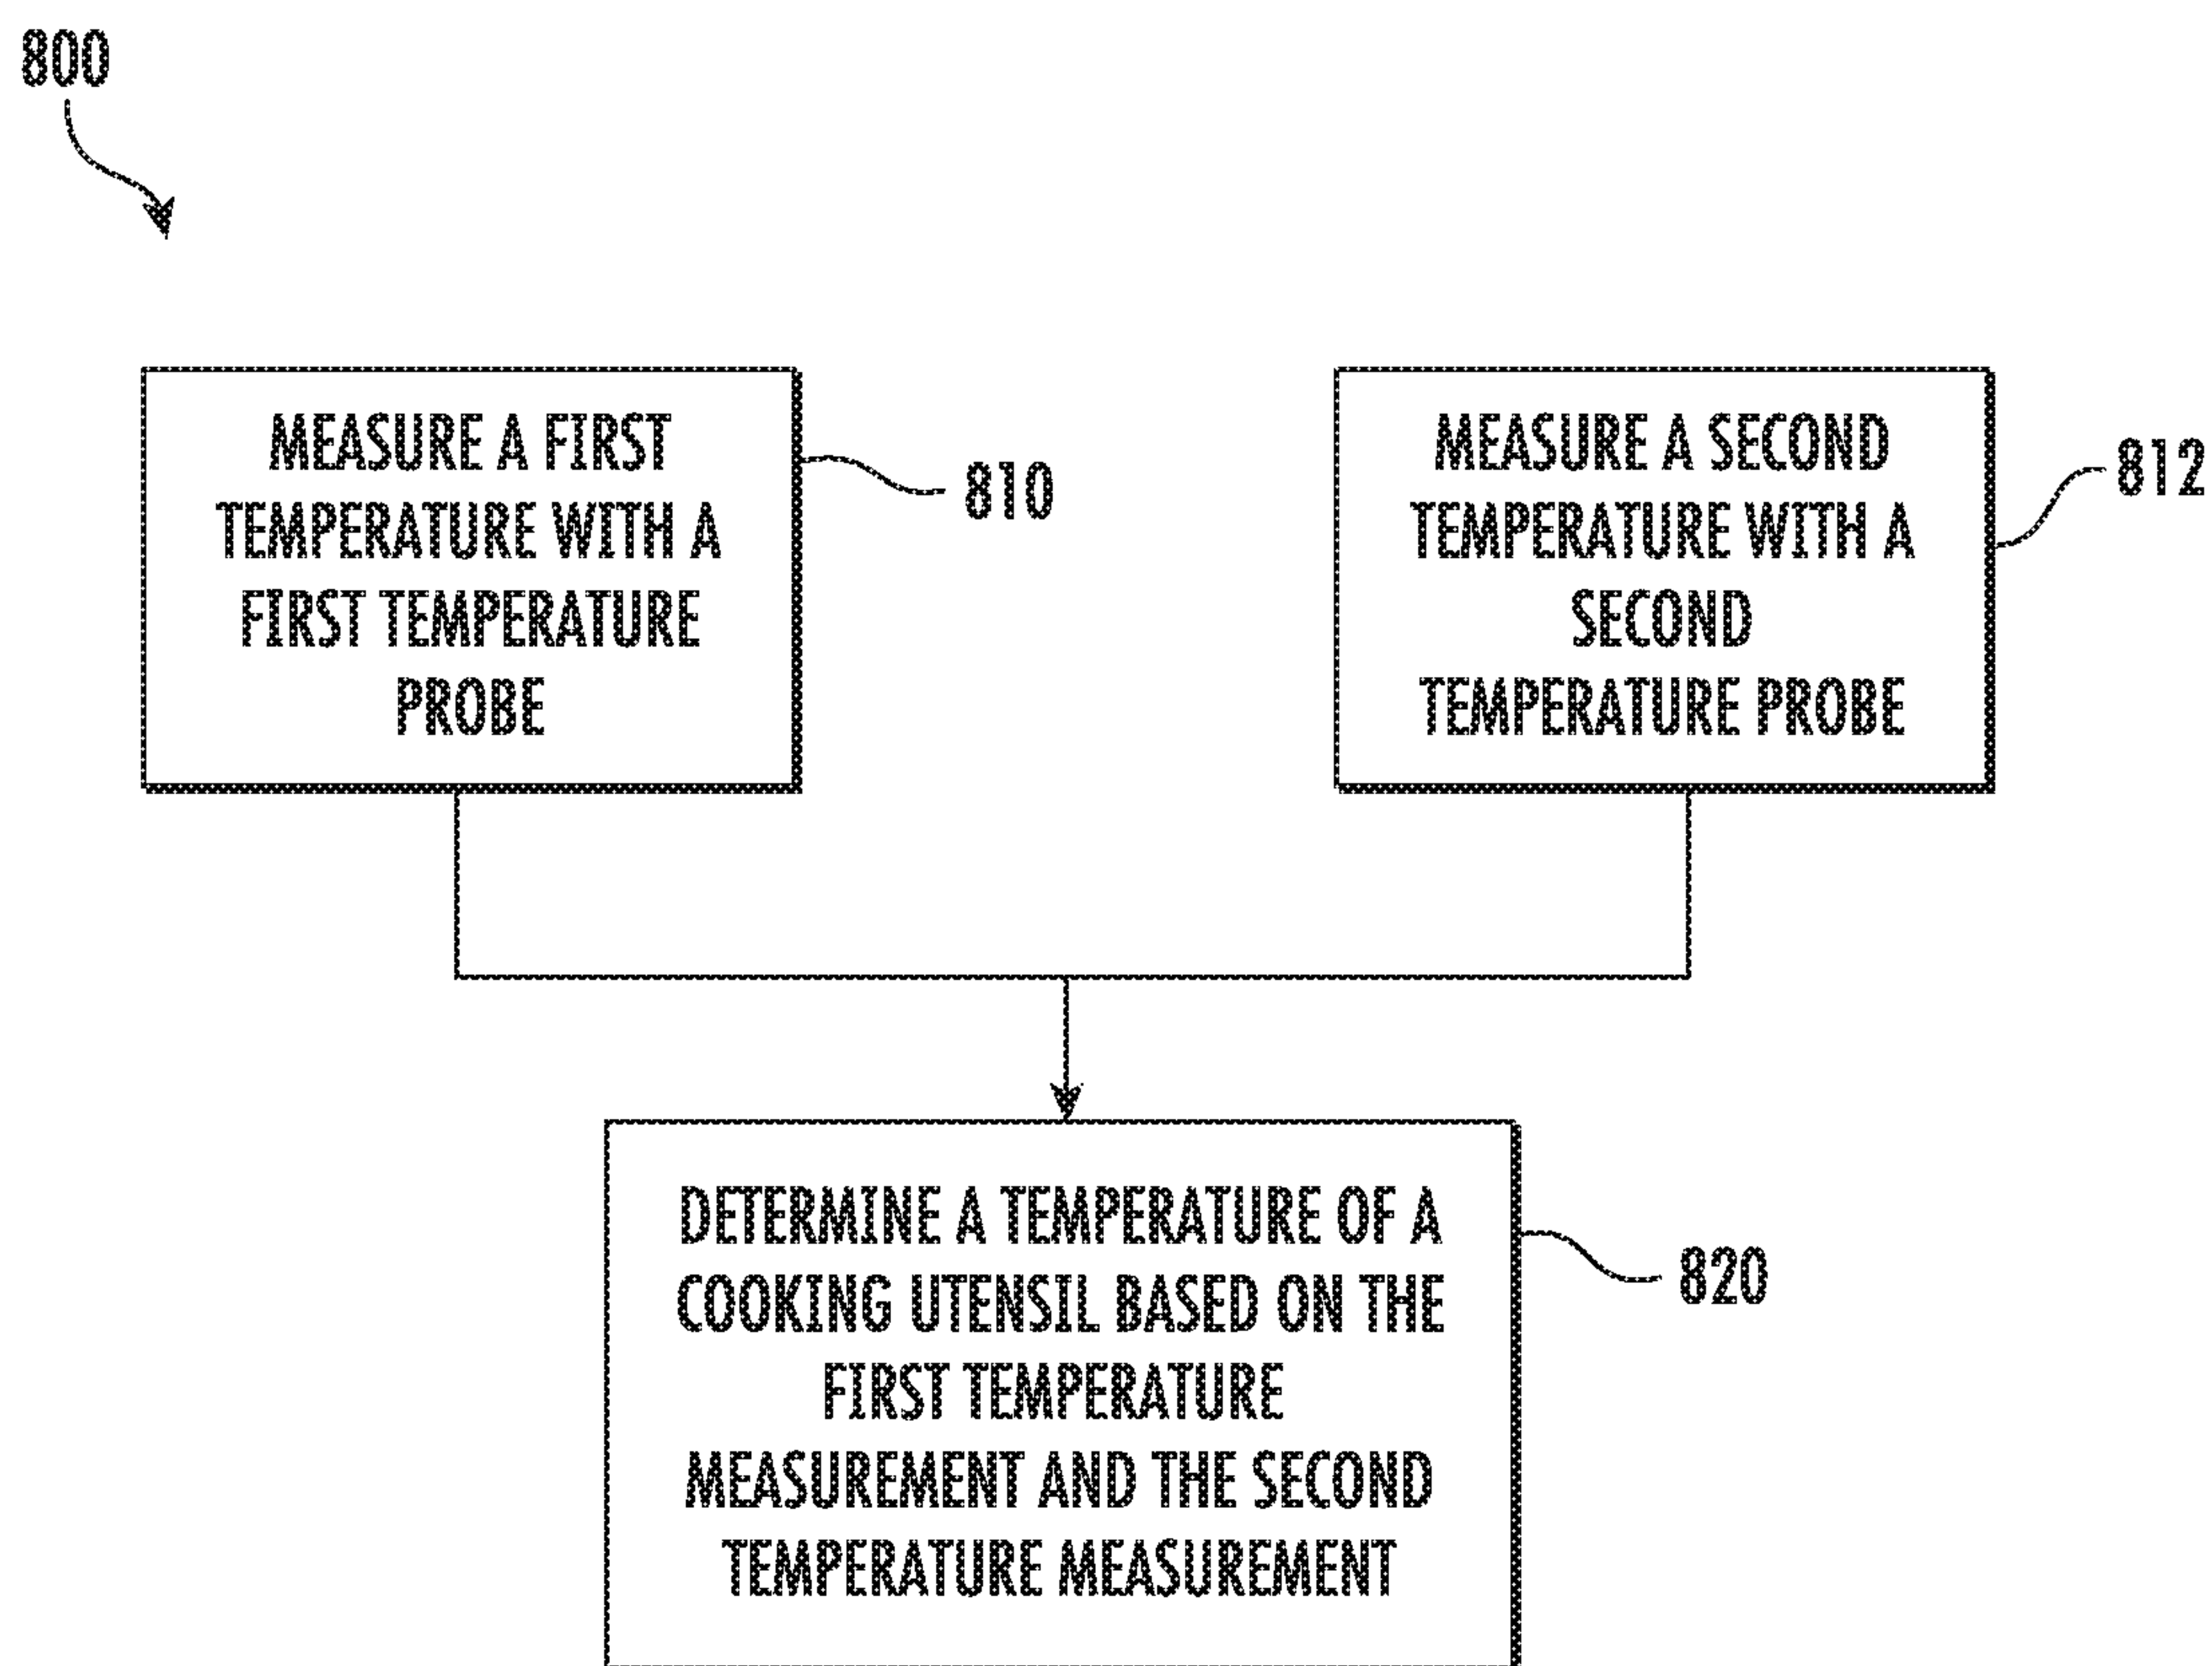 800
MEASURE A FIRST
TEMPERATURE WITH A
FIRST TEMPERATURE
PROBE
810
MEASURE A SECOND
TEMPERATURE WITH A
SECOND
TEMPERATURE PROBE
812
DETERMINE A TEMPERATURE OF A
COOKING UTENSIL BASED ON THE
FIRST TEMPERATURE
MEASUREMENT AND THE SECOND
TEMPERATURE MEASUREMENT
820